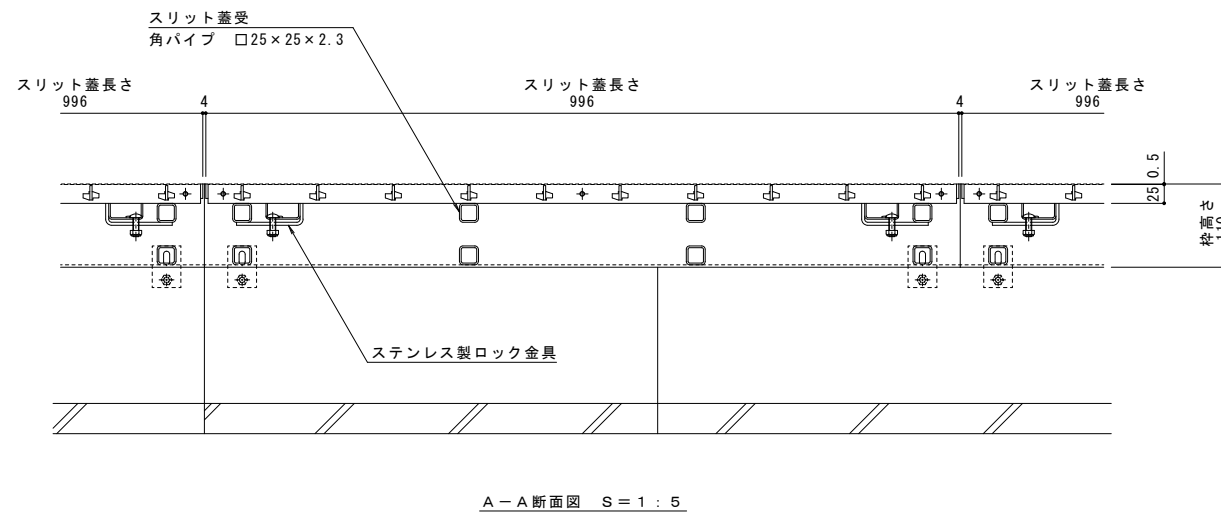 スリット蓋受
角パイプ □25×25×2.3
スリット蓋長さ
996
4
スリット蓋長さ
996
4
スリット蓋長さ
996
0.5
25
枠高さ
110
ステンレス製ロック金具
A－A断面図 S＝1：5